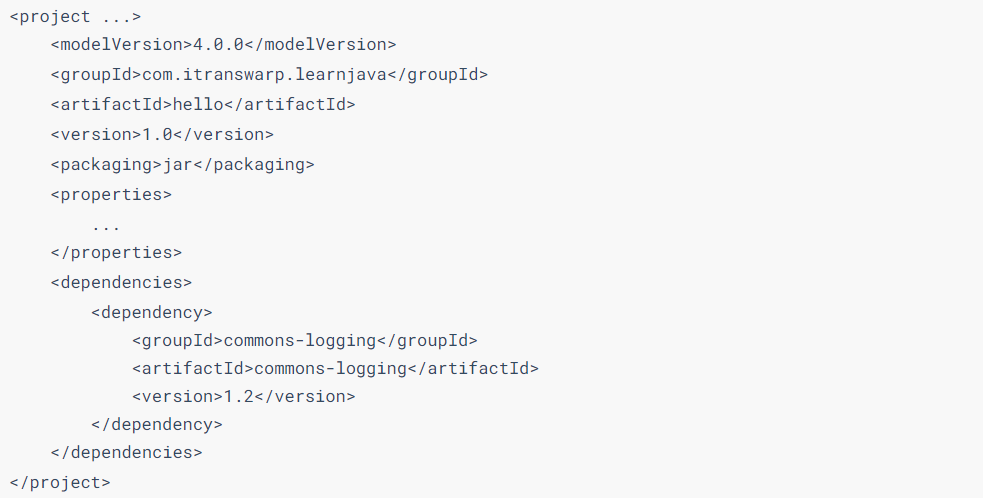 <project ...>
    <modelVersion>4.0.0</modelVersion>
    <groupId>com.itranswarp.learnjava</groupId>
    <artifactId>hello</artifactId>
    <version>1.0</version>
    <packaging>jar</packaging>
    <properties>
        ...
    </properties>
    <dependencies>
        <dependency>
            <groupId>commons-logging</groupId>
            <artifactId>commons-logging</artifactId>
            <version>1.2</version>
        </dependency>
    </dependencies>
</project>